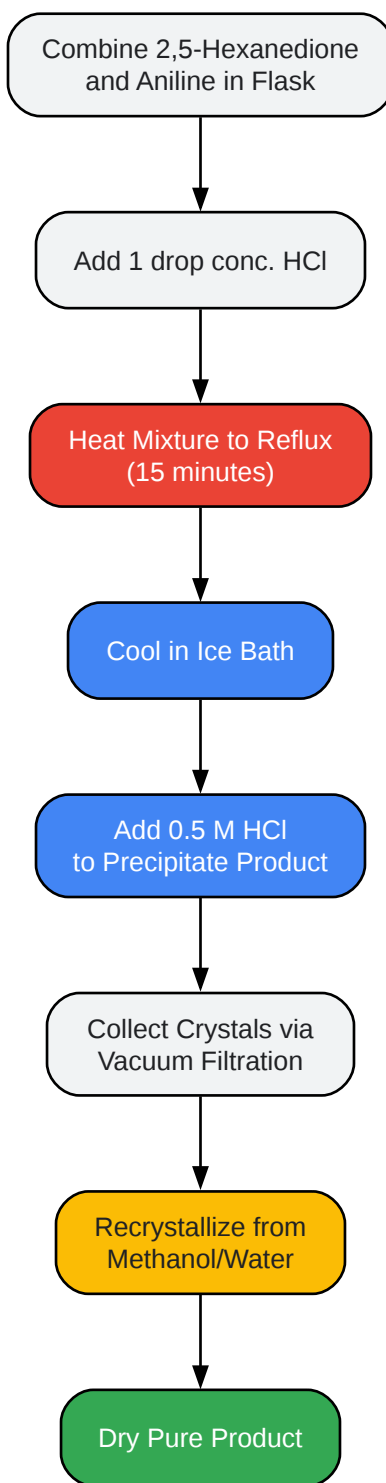 Combine 2,5-Hexanedione
and Aniline in Flask
Add 1 drop conc. HCl
Heat Mixture to Reflux
(15 minutes)
Cool in Ice Bath
Add 0.5 M HCl
to Precipitate Product
Collect Crystals via
Vacuum Filtration
Recrystallize from
Methanol/Water
Dry Pure Product